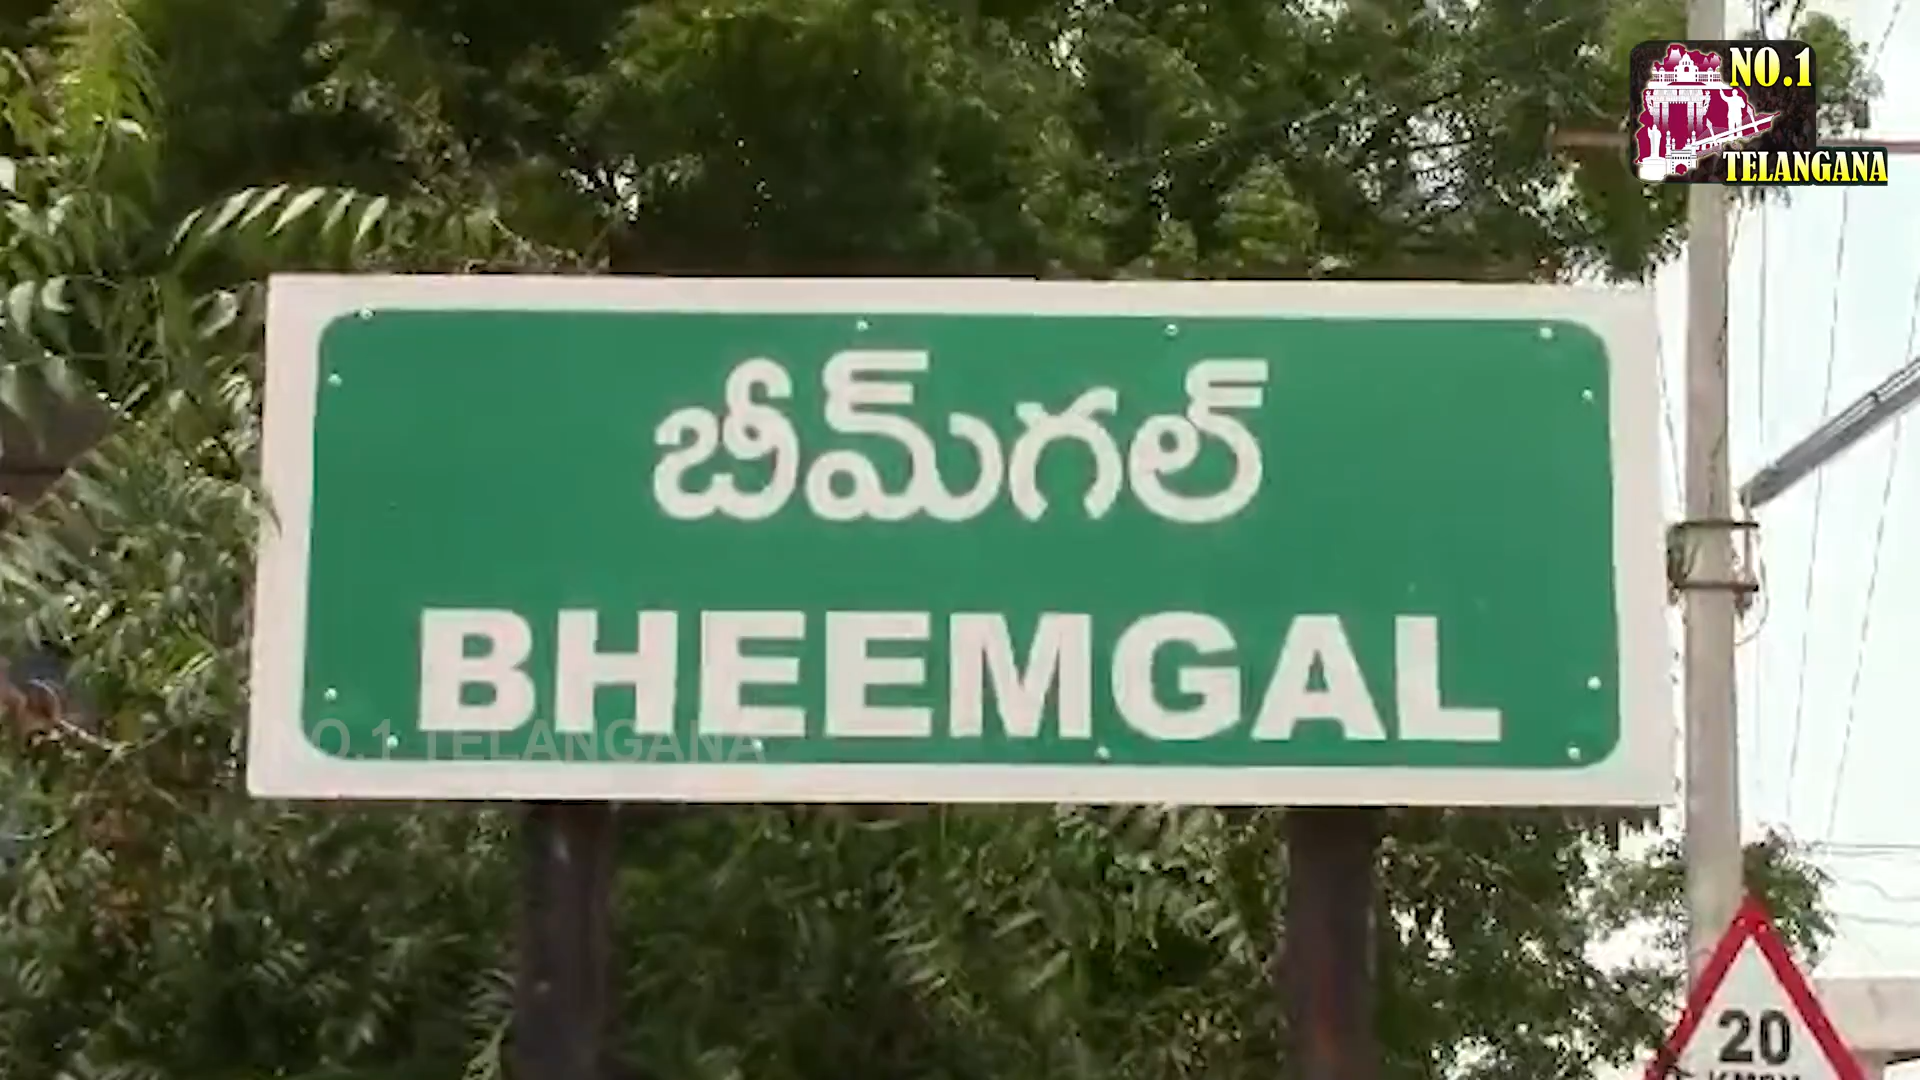 NO.1
TELANGANA
బీమ్‌గల్
BHEEMGAL
NO.1 TELANGANA
20